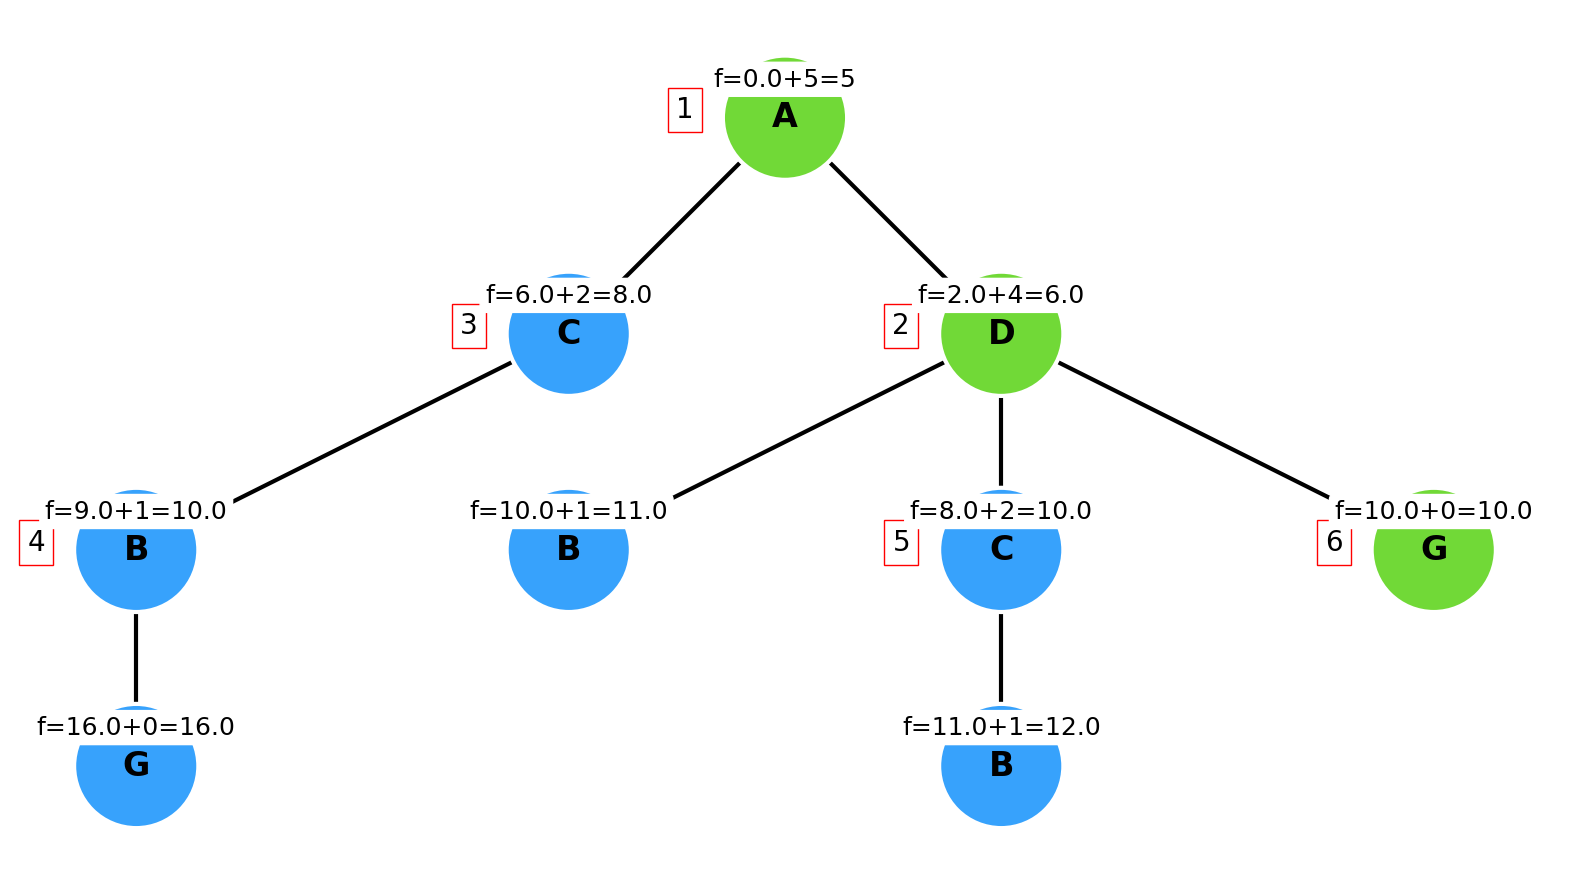 f=0.0+5=5
1
A
f=6.0+2=8.0
3
C
f=2.0+4=6.0
2
D
f=9.0+1=10.0
4
B
f=10.0+1=11.0
B
f=8.0+2=10.0
5
C
f=10.0+0=10.0
6
G
f=16.0+0=16.0
G
f=11.0+1=12.0
B